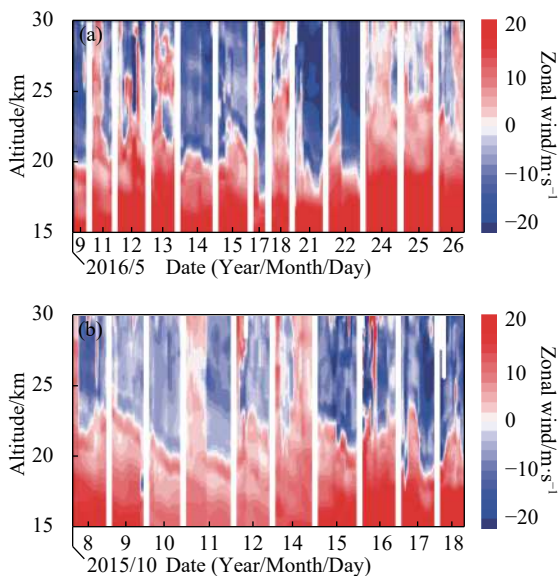 30
(a)
25
20
15
Altitude/km
9 11 12 13 14 15 17 18 21 22 24 25 26
2016/5 Date (Year/Month/Day)
20
10
0
−10
−20
Zonal wind/m·s⁻¹
30
(b)
25
20
15
Altitude/km
8 9 10 11 12 14 15 16 17 18
2015/10 Date (Year/Month/Day)
20
10
0
−10
−20
Zonal wind/m·s⁻¹